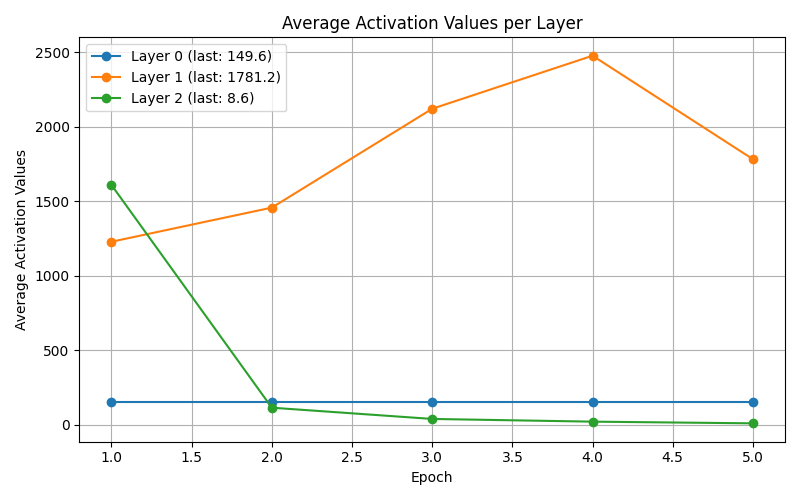 Average Activation Values per Layer
Layer 0 (last: 149.6)
Layer 1 (last: 1781.2)
Layer 2 (last: 8.6)
Average Activation Values
2500
2000
1500
1000
500
0
1.0 1.5 2.0 2.5 3.0 3.5 4.0 4.5 5.0
Epoch